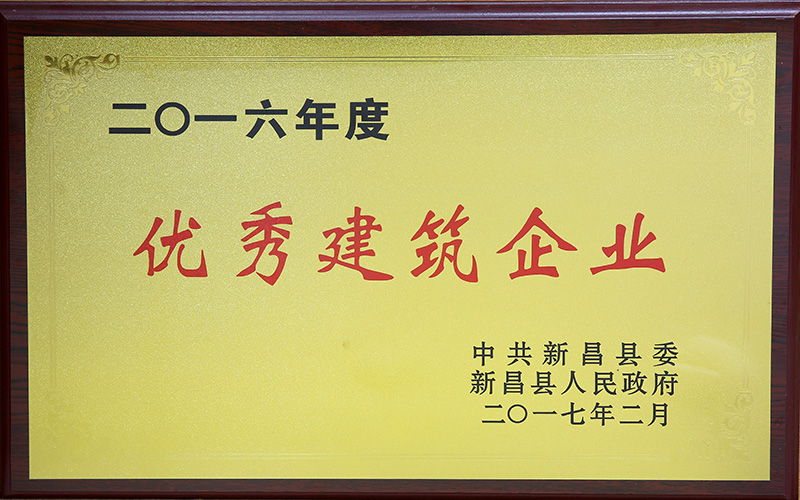 二〇一六年度
优秀建筑企业
中共新昌县委
新昌县人民政府
二〇一七年二月